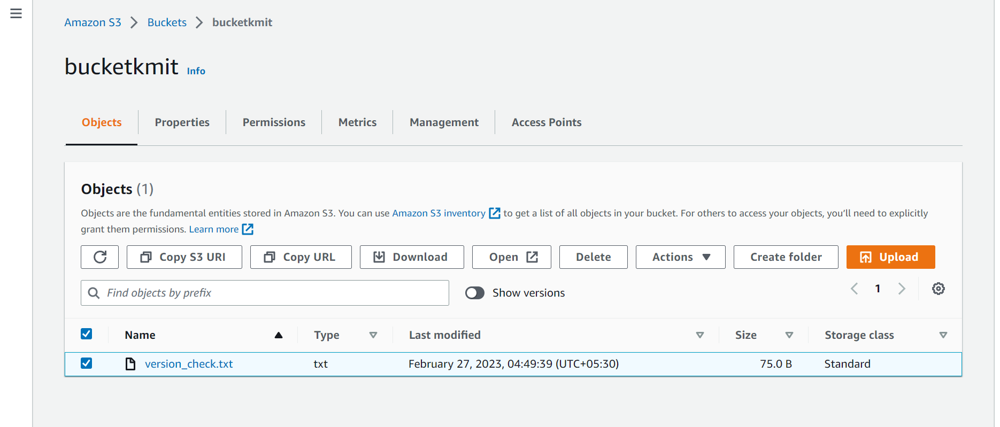 Amazon S3 Buckets bucketkmit
bucketkmit Info
Objects Properties Permissions Metrics Management Access Points
Objects (1)
Objects are the fundamental entities stored in Amazon S3. You can use Amazon S3 inventory to get a list of all objects in your bucket. For others to access your objects, you’ll need to explicitly
grant them permissions. Learn more
Copy S3 URI Copy URL Download Open Delete Actions Create folder Upload
Find objects by prefix Show versions 1
Name Type Last modified Size Storage class
version_check.txt txt February 27, 2023, 04:49:39 (UTC+05:30) 75.0 B Standard